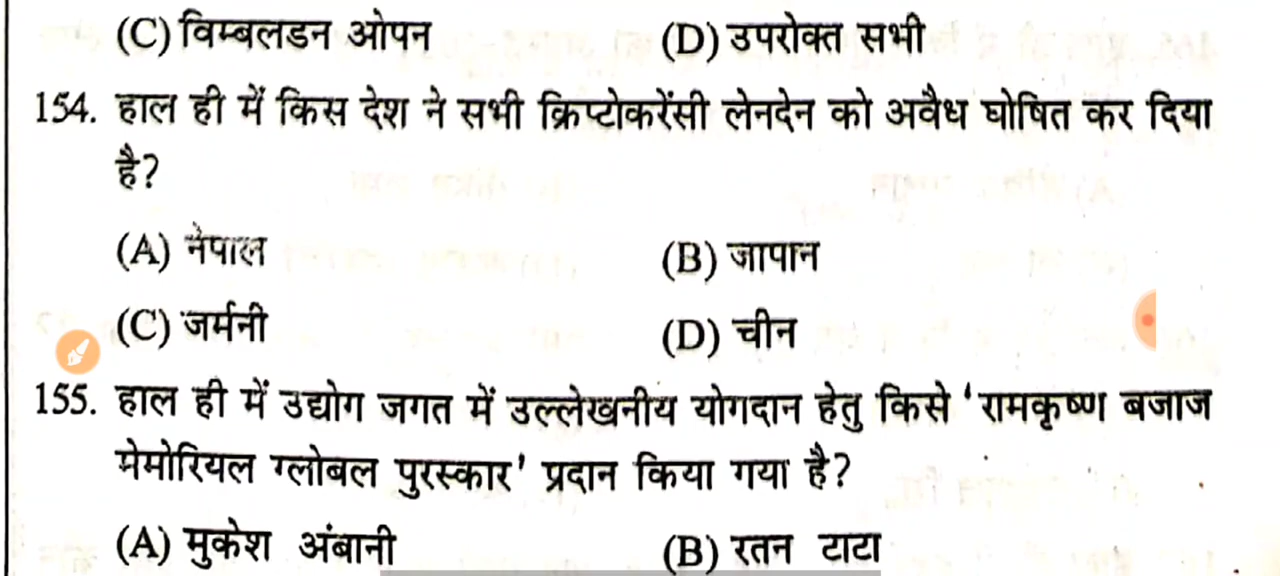 (C) विम्बलडन ओपन (D) उपरोक्त सभी
154. हाल ही में किस देश ने सभी क्रिप्टोकरेंसी लेनदेन को अवैध घोषित कर दिया
है?
(A) नेपाल (B) जापान
(C) जर्मनी (D) चीन
155. हाल ही में उद्योग जगत में उल्लेखनीय योगदान हेतु किसे 'रामकृष्ण बजाज
मेमोरियल ग्लोबल पुरस्कार' प्रदान किया गया है?
(A) मुकेश अंबानी (B) रतन टाटा